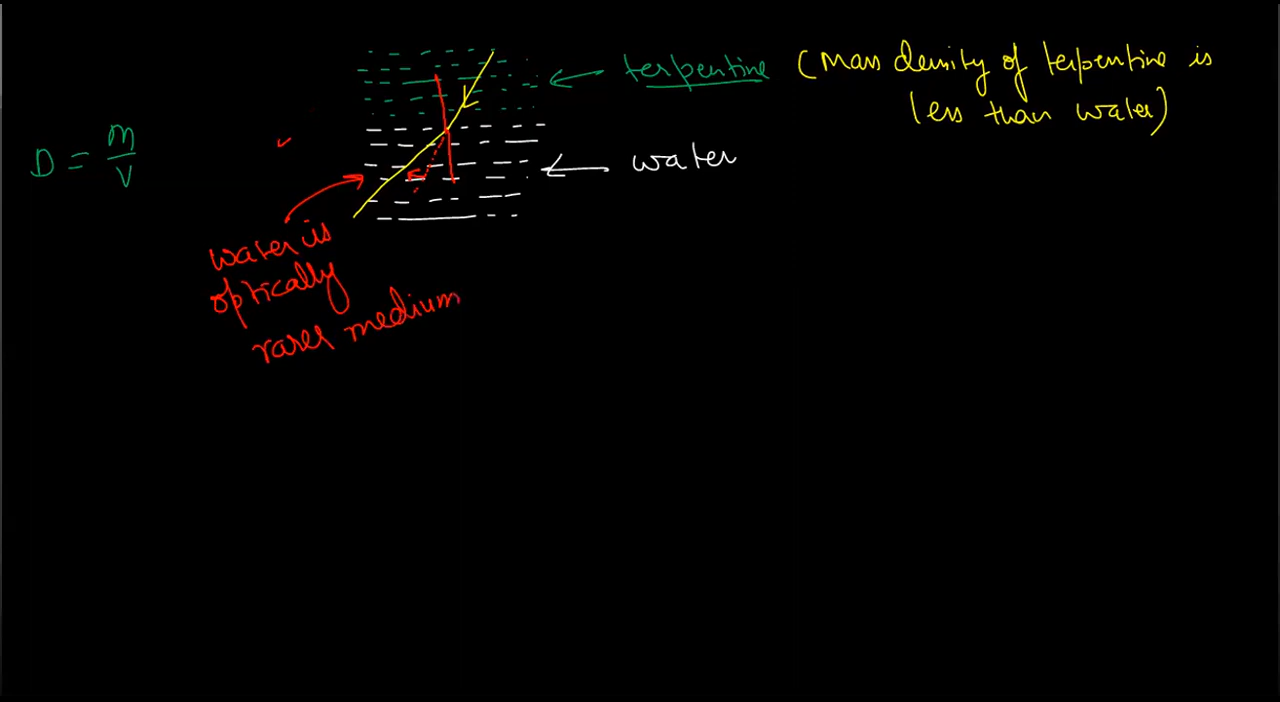 terpentine (Mass density of terpentine is
less than water)
D = m/V
water
water is
optically
rarer medium